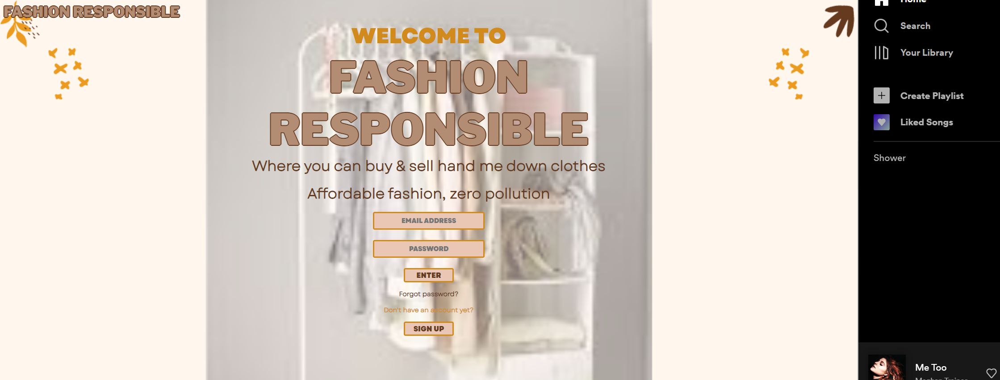 FASHION RESPONSIBLE
WELCOME TO
FASHION
RESPONSIBLE
Where you can buy & sell hand me down clothes
Affordable fashion, zero pollution
EMAIL ADDRESS
PASSWORD
ENTER
Forgot password?
Don't have an account yet?
SIGN UP
Home
Search
Your Library
Create Playlist
Liked Songs
Shower
Me Too
Meghan Trainor